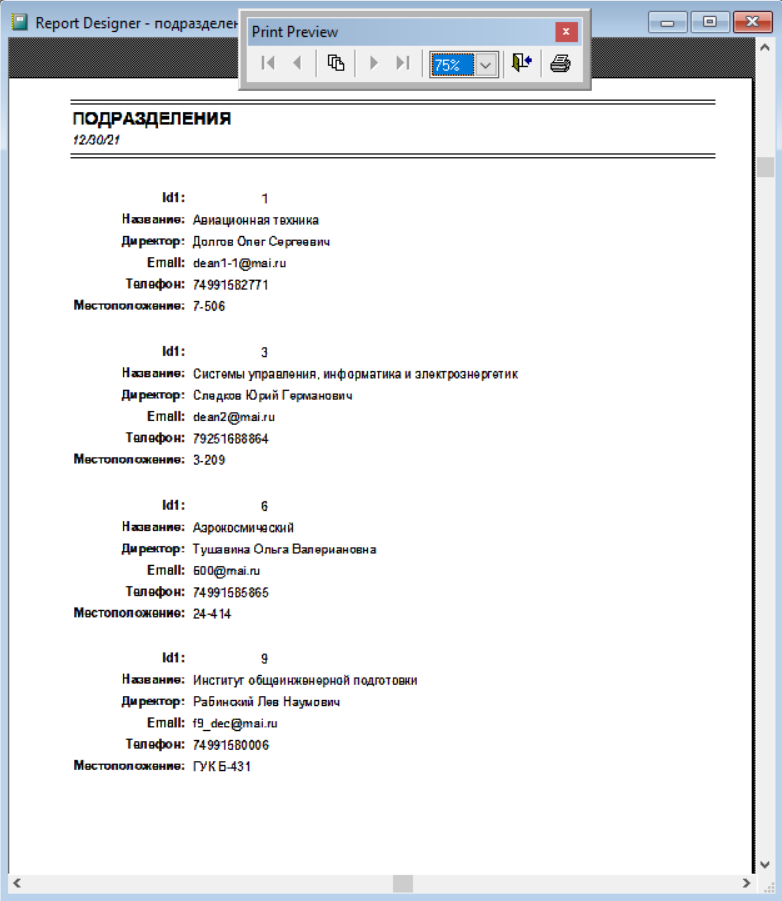 Report Designer - подразделен
Print Preview
75%
ПОДРАЗДЕЛЕНИЯ
12/30/21
Id1: 1
Название: Авиационная техника
Директор: Долгов Олег Сергеевич
Email: dean1-1@mai.ru
Телефон: 74991582771
Местоположение: 7-506
Id1: 3
Название: Системы управления, информатика и электроэнергетик
Директор: Следков Юрий Германович
Email: dean2@mai.ru
Телефон: 79251688864
Местоположение: 3-209
Id1: 6
Название: Аэрокосмический
Директор: Тушавина Ольга Валериановна
Email: 600@mai.ru
Телефон: 74991585865
Местоположение: 24-414
Id1: 9
Название: Институт общеинженерной подготовки
Директор: Рабинский Лев Наумович
Email: f9_dec@mai.ru
Телефон: 74991580006
Местоположение: ГУК Б-431